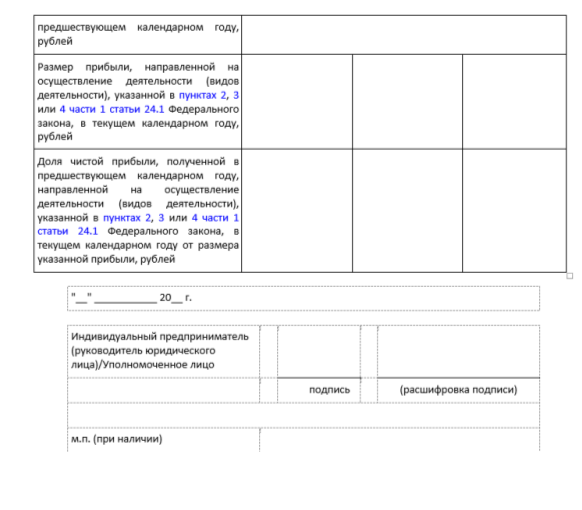 предшествующем календарном году,
рублей
Размер прибыли, направленной на
осуществление деятельности (видов
деятельности), указанной в пунктах 2, 3
или 4 части 1 статьи 24.1 Федерального
закона, в текущем календарном году,
рублей
Доля чистой прибыли, полученной в
предшествующем календарном году,
направленной на осуществление
деятельности (видов деятельности),
указанной в пунктах 2, 3 или 4 части 1
статьи 24.1 Федерального закона, в
текущем календарном году от размера
указанной прибыли, рублей
"__" ____________ 20__ г.
Индивидуальный предприниматель
(руководитель юридического
лица)/Уполномоченное лицо
подпись (расшифровка подписи)
м.п. (при наличии)